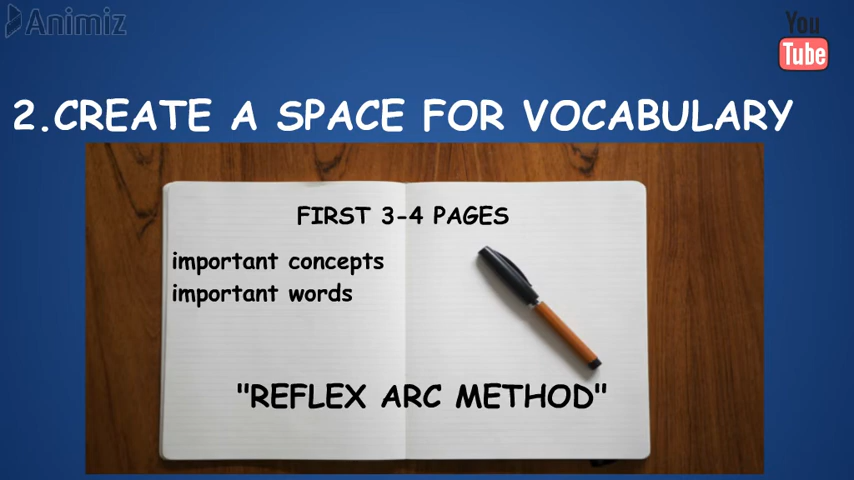 Animiz
You
Tube
2.CREATE A SPACE FOR VOCABULARY
FIRST 3-4 PAGES
important concepts
important words
"REFLEX ARC METHOD"